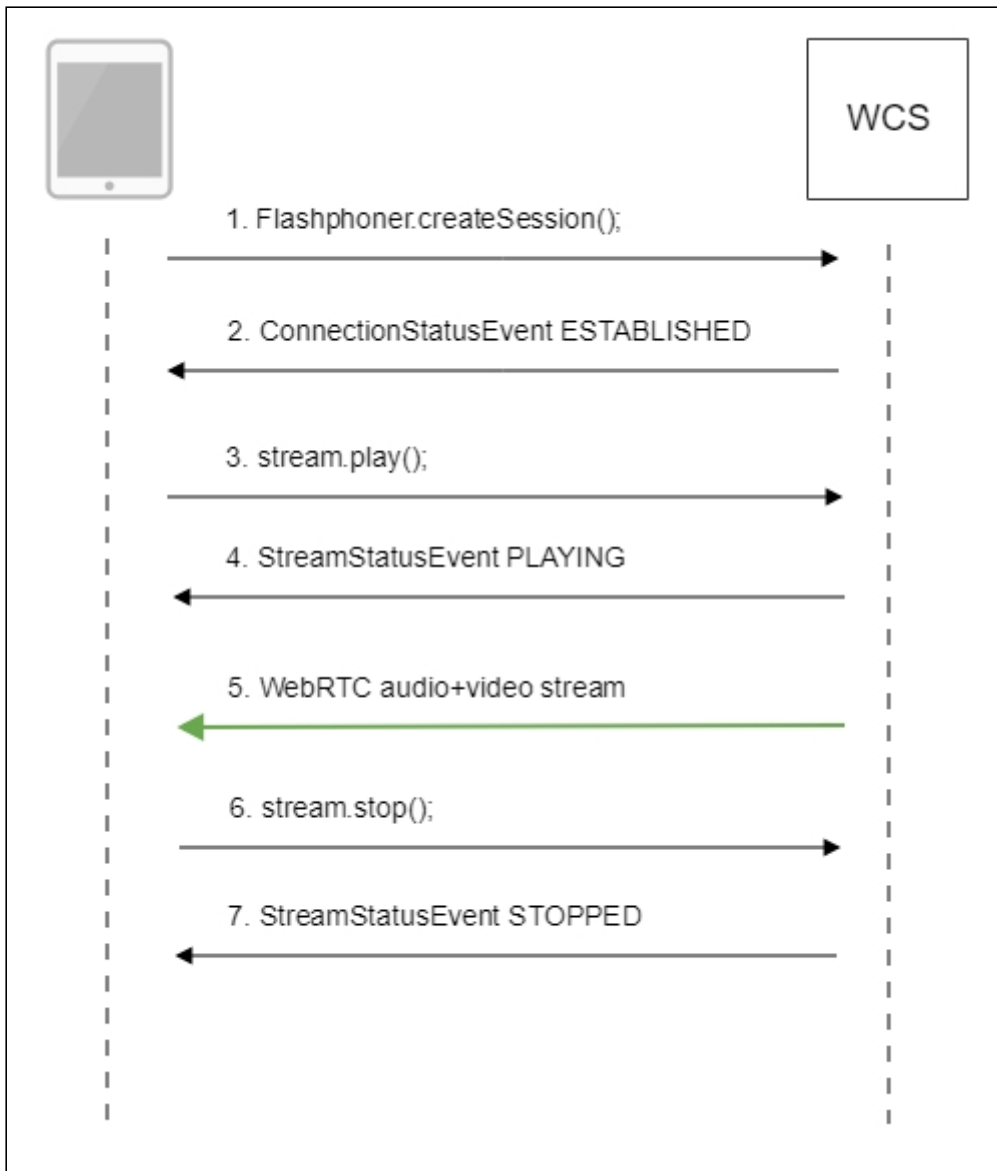 WCS
1. Flashphoner.createSession();
2. ConnectionStatusEvent ESTABLISHED
3. stream.play();
4. StreamStatusEvent PLAYING
5. WebRTC audio+video stream
6. stream.stop();
7. StreamStatusEvent STOPPED